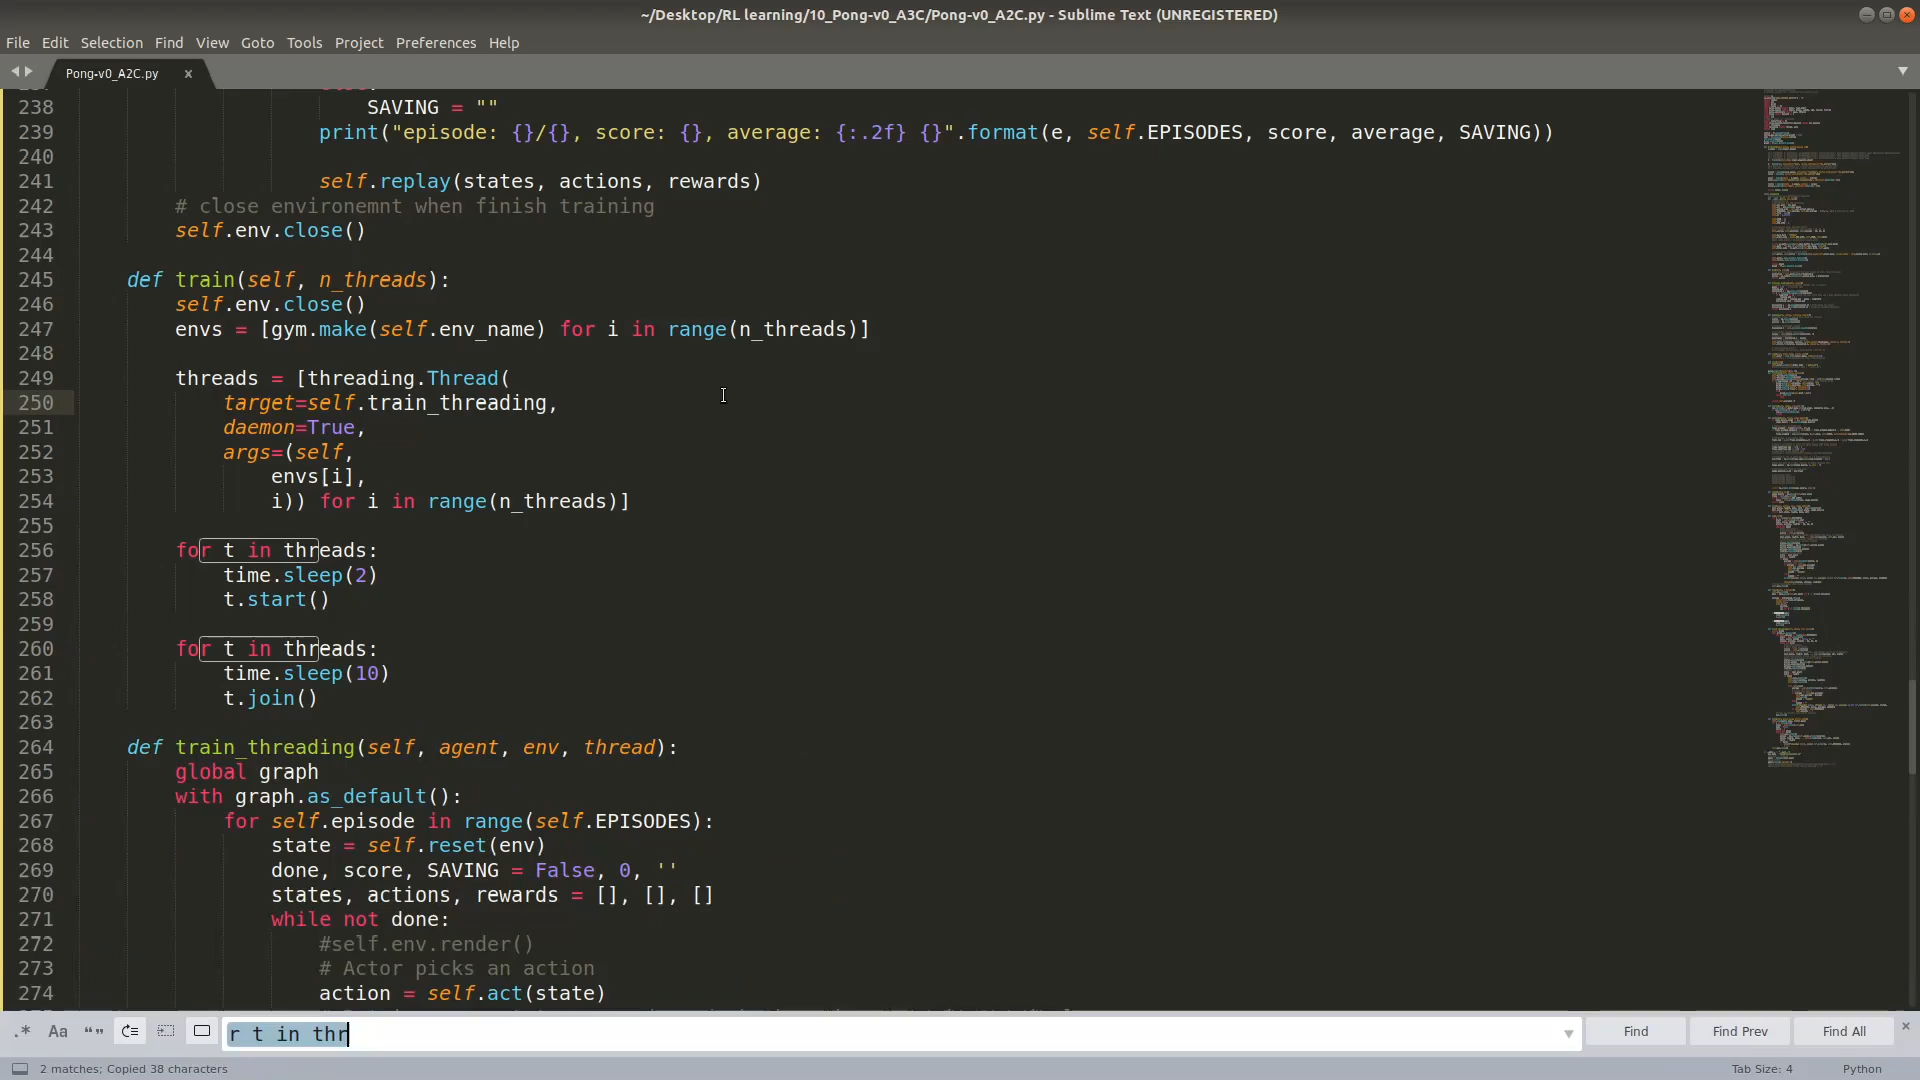 ~/Desktop/RL learning/10_Pong-v0_A3C/Pong-v0_A2C.py - Sublime Text (UNREGISTERED)
File Edit Selection Find View Goto Tools Project Preferences Help
Pong-v0_A2C.py x
238 SAVING = ""
239 print("episode: {}/{}, score: {}, average: {:.2f} {}".format(e, self.EPISODES, score, average, SAVING))
240
241 self.replay(states, actions, rewards)
242 # close environemnt when finish training
243 self.env.close()
244
245 def train(self, n_threads):
246 self.env.close()
247 envs = [gym.make(self.env_name) for i in range(n_threads)]
248
249 threads = [threading.Thread(
250 target=self.train_threading,
251 daemon=True,
252 args=(self,
253 envs[i],
254 i)) for i in range(n_threads)]
255
256 for t in threads:
257 time.sleep(2)
258 t.start()
259
260 for t in threads:
261 time.sleep(10)
262 t.join()
263
264 def train_threading(self, agent, env, thread):
265 global graph
266 with graph.as_default():
267 for self.episode in range(self.EPISODES):
268 state = self.reset(env)
269 done, score, SAVING = False, 0, ''
270 states, actions, rewards = [], [], []
271 while not done:
272 #self.env.render()
273 # Actor picks an action
274 action = self.act(state)
.* Aa “” r t in thr Find Find Prev Find All ×
2 matches; Copied 38 characters Tab Size: 4 Python